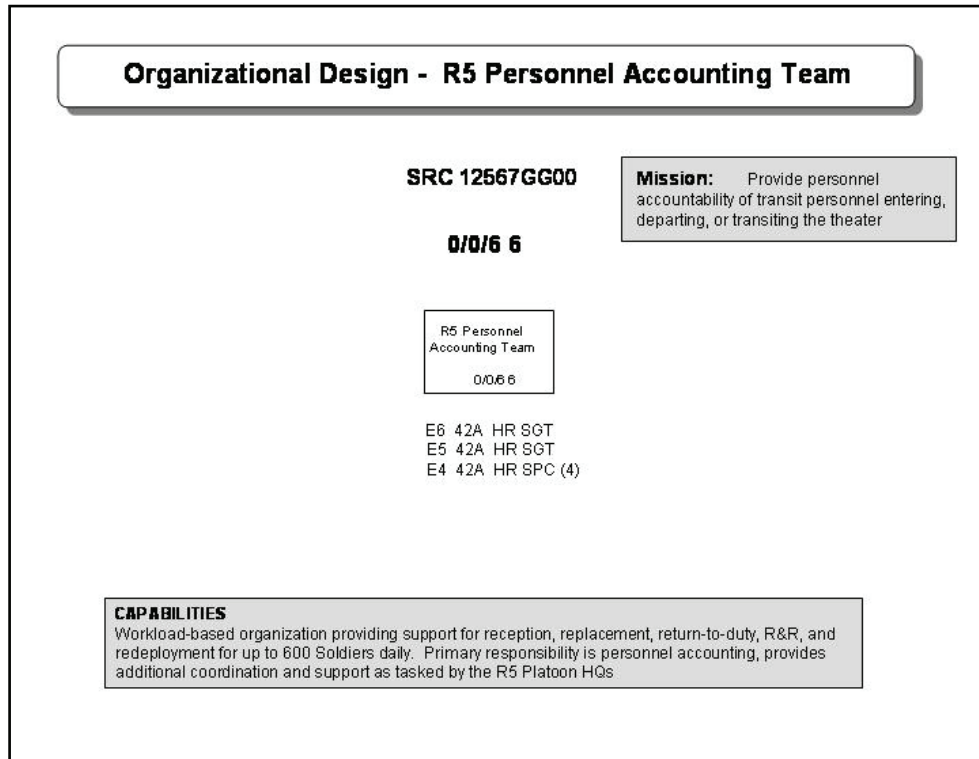 Organizational Design - R5 Personnel Accounting Team
SRC 12567GG00
Mission: Provide personnel
accountability of transit personnel entering,
departing, or transiting the theater
0/0/6 6
R5 Personnel
Accounting Team
0/0/6 6
E6 42A HR SGT
E5 42A HR SGT
E4 42A HR SPC (4)
CAPABILITIES
Workload-based organization providing support for reception, replacement, return-to-duty, R&R, and
redeployment for up to 600 Soldiers daily. Primary responsibility is personnel accounting, provides
additional coordination and support as tasked by the R5 Platoon HQs